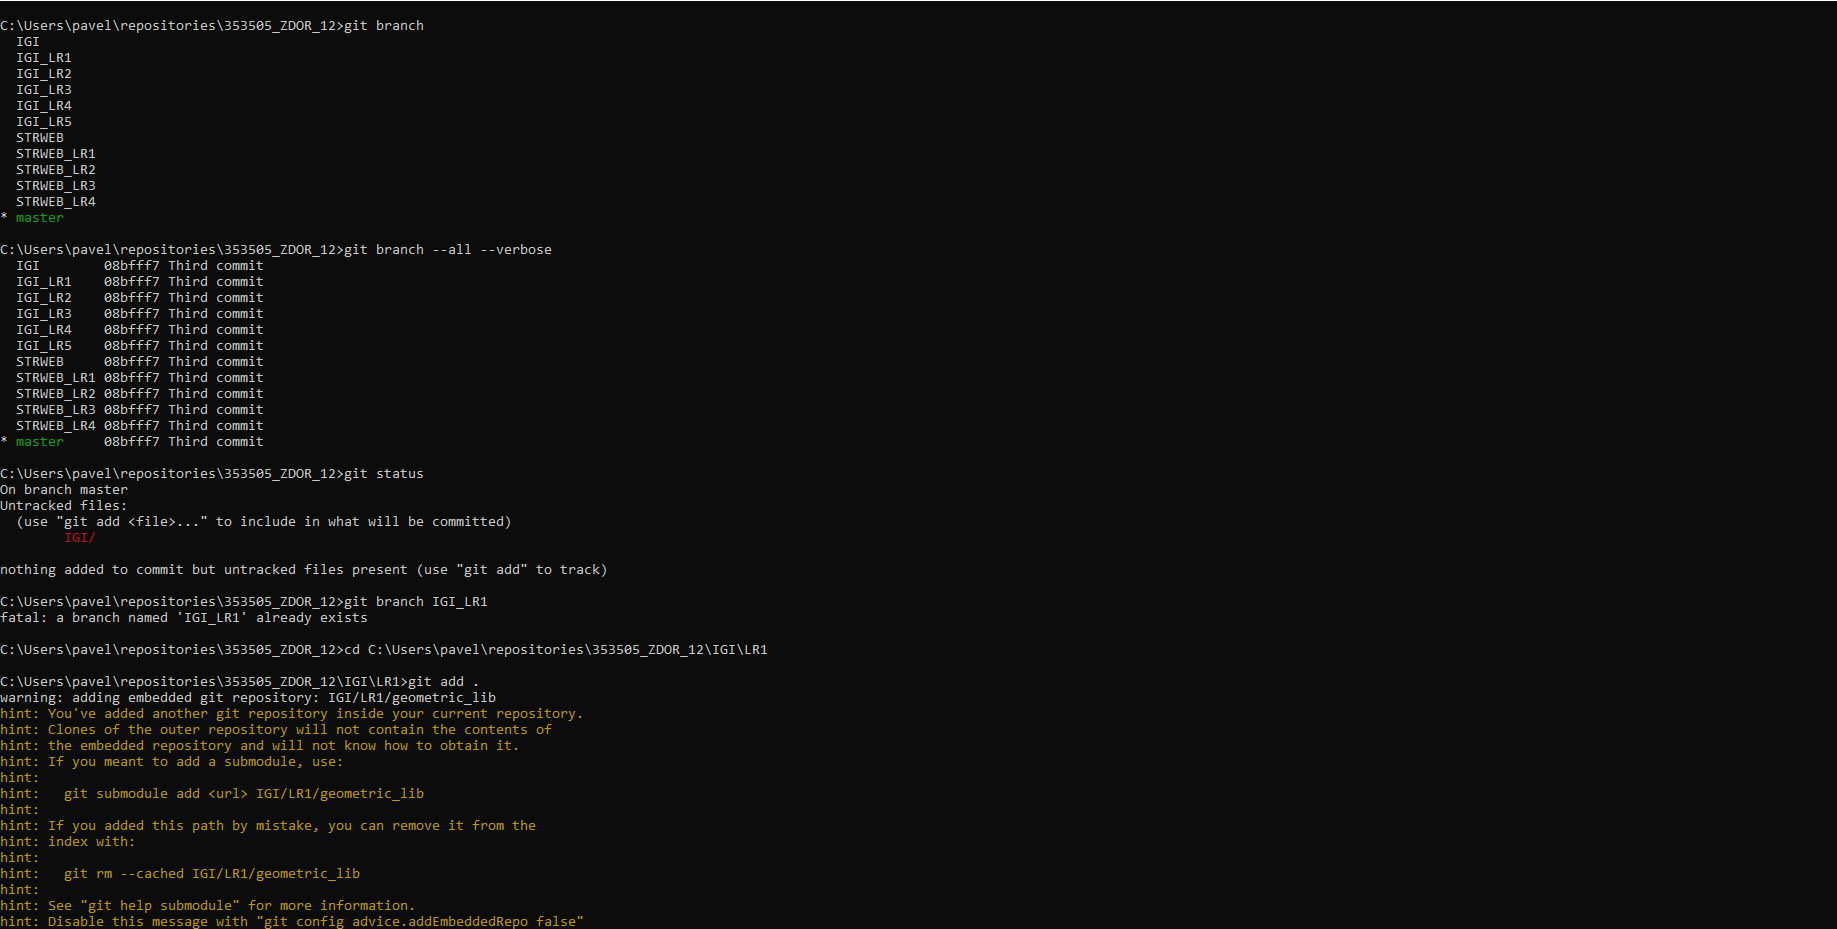 C:\Users\pavel\repositories\353505_ZDOR_12>git branch
  IGI
  IGI_LR1
  IGI_LR2
  IGI_LR3
  IGI_LR4
  IGI_LR5
  STRWEB
  STRWEB_LR1
  STRWEB_LR2
  STRWEB_LR3
  STRWEB_LR4
* master
C:\Users\pavel\repositories\353505_ZDOR_12>git branch --all --verbose
  IGI        08bfff7 Third commit
  IGI_LR1    08bfff7 Third commit
  IGI_LR2    08bfff7 Third commit
  IGI_LR3    08bfff7 Third commit
  IGI_LR4    08bfff7 Third commit
  IGI_LR5    08bfff7 Third commit
  STRWEB     08bfff7 Third commit
  STRWEB_LR1 08bfff7 Third commit
  STRWEB_LR2 08bfff7 Third commit
  STRWEB_LR3 08bfff7 Third commit
  STRWEB_LR4 08bfff7 Third commit
* master     08bfff7 Third commit
C:\Users\pavel\repositories\353505_ZDOR_12>git status
On branch master
Untracked files:
  (use "git add <file>..." to include in what will be committed)
        IGI/
nothing added to commit but untracked files present (use "git add" to track)
C:\Users\pavel\repositories\353505_ZDOR_12>git branch IGI_LR1
fatal: a branch named 'IGI_LR1' already exists
C:\Users\pavel\repositories\353505_ZDOR_12>cd C:\Users\pavel\repositories\353505_ZDOR_12\IGI\LR1
C:\Users\pavel\repositories\353505_ZDOR_12\IGI\LR1>git add .
warning: adding embedded git repository: IGI/LR1/geometric_lib
hint: You've added another git repository inside your current repository.
hint: Clones of the outer repository will not contain the contents of
hint: the embedded repository and will not know how to obtain it.
hint: If you meant to add a submodule, use:
hint:
hint:   git submodule add <url> IGI/LR1/geometric_lib
hint:
hint: If you added this path by mistake, you can remove it from the
hint: index with:
hint:
hint:   git rm --cached IGI/LR1/geometric_lib
hint:
hint: See "git help submodule" for more information.
hint: Disable this message with "git config advice.addEmbeddedRepo false"